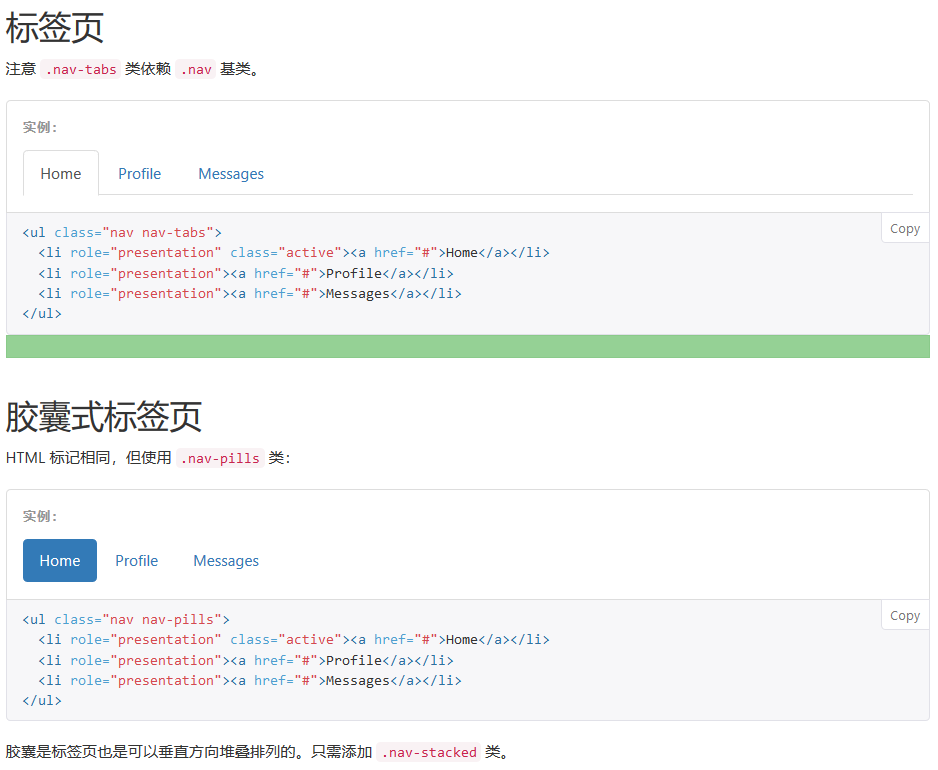 标签页
注意 .nav-tabs 类依赖 .nav 基类。
实例：
Home Profile Messages
Copy
<ul class="nav nav-tabs">
  <li role="presentation" class="active"><a href="#">Home</a></li>
  <li role="presentation"><a href="#">Profile</a></li>
  <li role="presentation"><a href="#">Messages</a></li>
</ul>
胶囊式标签页
HTML 标记相同，但使用 .nav-pills 类：
实例：
Home Profile Messages
Copy
<ul class="nav nav-pills">
  <li role="presentation" class="active"><a href="#">Home</a></li>
  <li role="presentation"><a href="#">Profile</a></li>
  <li role="presentation"><a href="#">Messages</a></li>
</ul>
胶囊是标签页也是可以垂直方向堆叠排列的。只需添加 .nav-stacked 类。